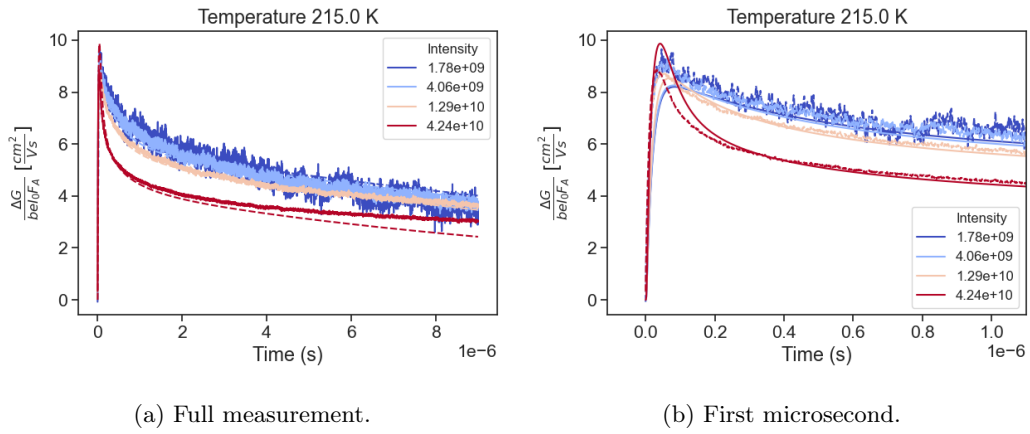 Temperature 215.0 K
10
8
6
4
2
0
ΔG
beI₀F_A
[cm²
Vs]
Intensity
1.78e+09
4.06e+09
1.29e+10
4.24e+10
0
2
4
6
8
1e−6
Time (s)
(a) Full measurement.
Temperature 215.0 K
10
8
6
4
2
0
ΔG
beI₀F_A
[cm²
Vs]
Intensity
1.78e+09
4.06e+09
1.29e+10
4.24e+10
0.0
0.2
0.4
0.6
0.8
1.0
1e−6
Time (s)
(b) First microsecond.